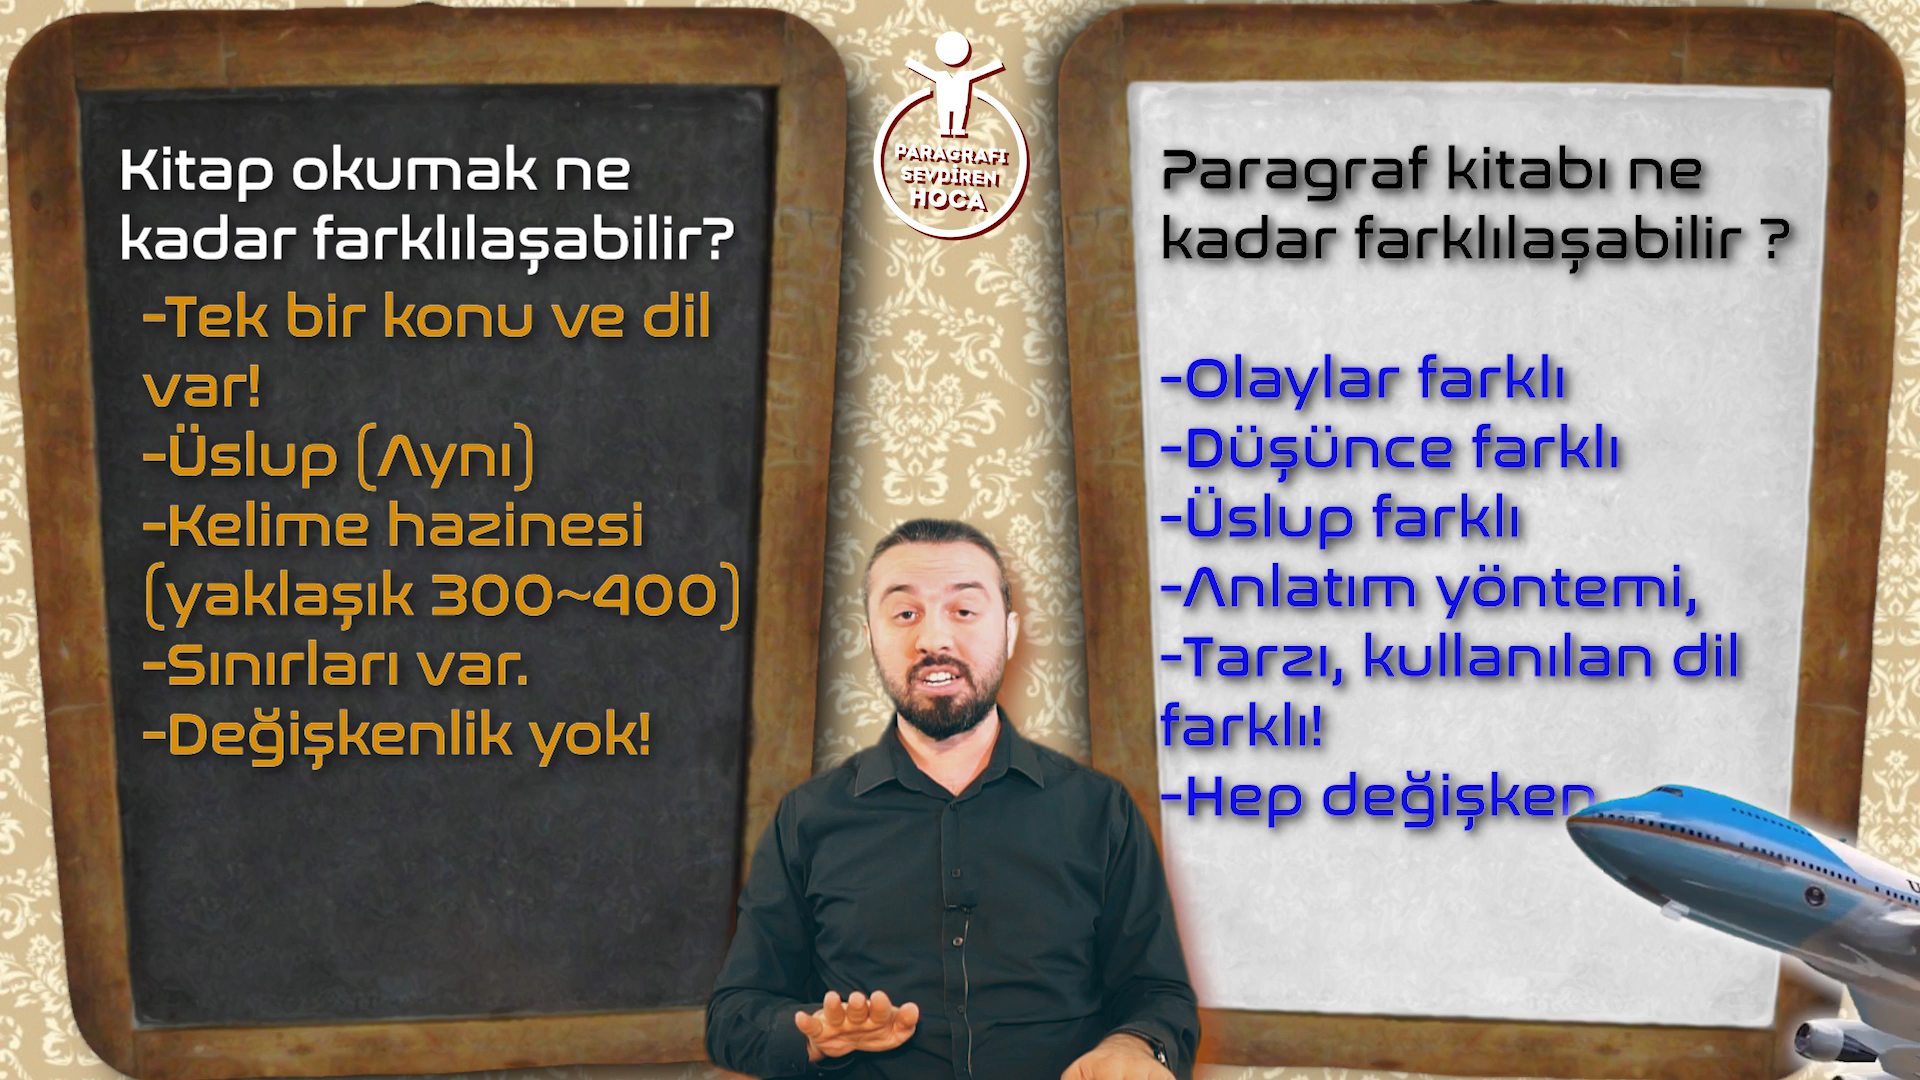 Kitap okumak ne
kadar farklılaşabilir?
-Tek bir konu ve dil
var!
-Üslup (Aynı)
-Kelime hazinesi
(yaklaşık 300~400)
-Sınırları var.
-Değişkenlik yok!
PARAGRAFI
SEVDİREN
HOCA
Paragraf kitabı ne
kadar farklılaşabilir ?
-Olaylar farklı
-Düşünce farklı
-Üslup farklı
-Anlatım yöntemi,
-Tarzı, kullanılan dil
farklı!
-Hep değişken